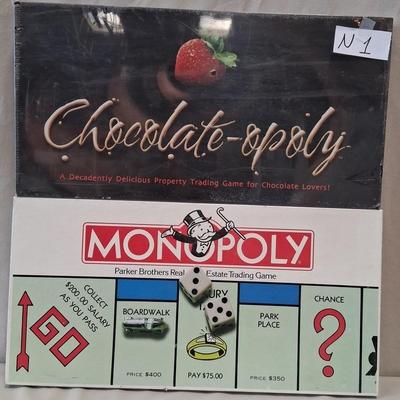 N 1
Chocolate-opoly
A Decadently Delicious Property Trading Game for Chocolate Lovers!
MONOPOLY
Parker Brothers Real Estate Trading Game
COLLECT
$200.00 SALARY
AS YOU PASS
GO
BOARDWALK
PRICE $400
PAY $75.00
PARK
PLACE
PRICE $350
CHANCE
?